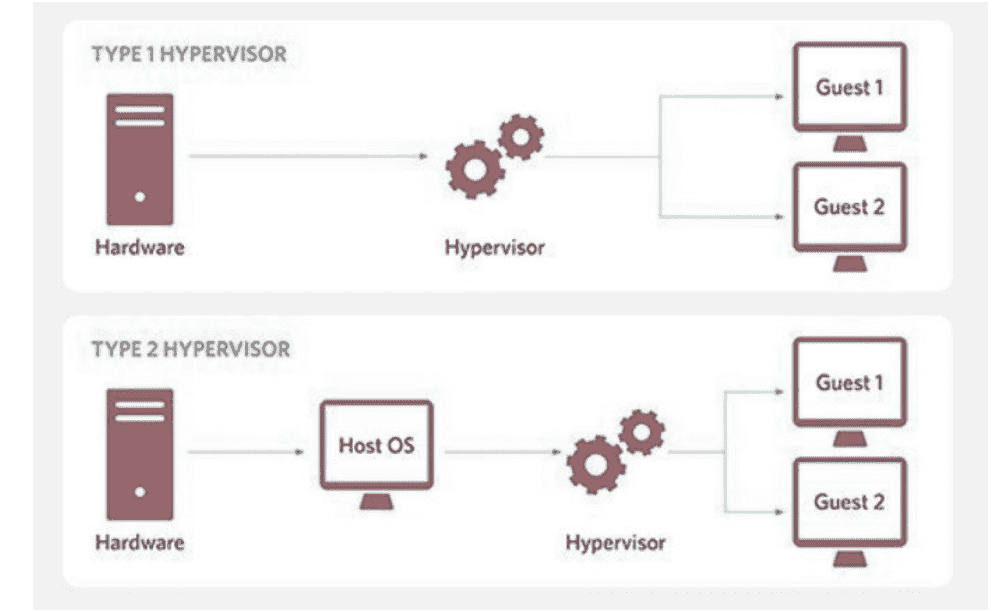 TYPE 1 HYPERVISOR
Guest 1
Guest 2
Hardware
Hypervisor
TYPE 2 HYPERVISOR
Guest 1
Host OS
Guest 2
Hardware
Hypervisor